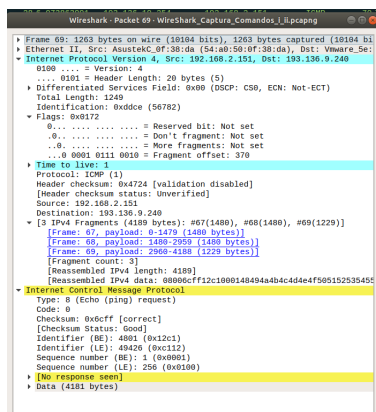 Wireshark · Packet 69 · WireShark_Captura_Comandos_i_ii.pcapng
Frame 69: 1263 bytes on wire (10104 bits), 1263 bytes captured (10104 bi
Ethernet II, Src: AsustekC_0f:38:da (54:a0:50:0f:38:da), Dst: Vmware_5e:
Internet Protocol Version 4, Src: 192.168.2.151, Dst: 193.136.9.240
0100 .... = Version: 4
.... 0101 = Header Length: 20 bytes (5)
Differentiated Services Field: 0x00 (DSCP: CS0, ECN: Not-ECT)
Total Length: 1249
Identification: 0xddce (56782)
Flags: 0x0172
0... .... .... .... = Reserved bit: Not set
.0.. .... .... .... = Don't fragment: Not set
..0. .... .... .... = More fragments: Not set
...0 0001 0111 0010 = Fragment offset: 370
Time to live: 1
Protocol: ICMP (1)
Header checksum: 0x4724 [validation disabled]
[Header checksum status: Unverified]
Source: 192.168.2.151
Destination: 193.136.9.240
[3 IPv4 Fragments (4189 bytes): #67(1480), #68(1480), #69(1229)]
[Frame: 67, payload: 0-1479 (1480 bytes)]
[Frame: 68, payload: 1480-2959 (1480 bytes)]
[Frame: 69, payload: 2960-4188 (1229 bytes)]
[Fragment count: 3]
[Reassembled IPv4 length: 4189]
[Reassembled IPv4 data: 08006cff12c1000148494a4b4c4d4e4f505152535455
Internet Control Message Protocol
Type: 8 (Echo (ping) request)
Code: 0
Checksum: 0x6cff [correct]
[Checksum Status: Good]
Identifier (BE): 4801 (0x12c1)
Identifier (LE): 49426 (0xc112)
Sequence number (BE): 1 (0x0001)
Sequence number (LE): 256 (0x0100)
[No response seen]
Data (4181 bytes)